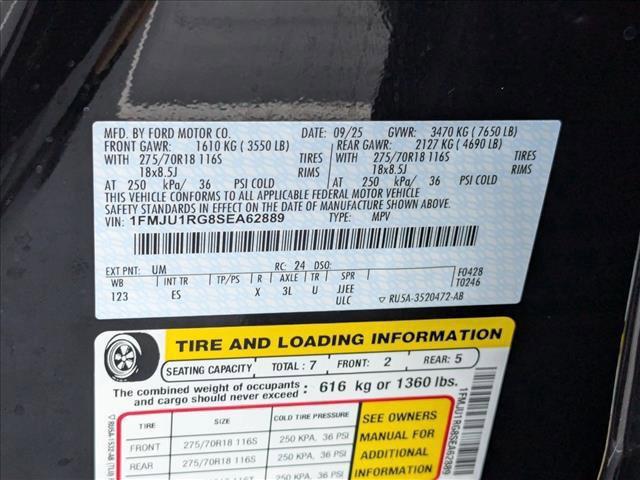 MFD. BY FORD MOTOR CO. DATE: 09/25 GVWR: 3470 KG ( 7650 LB)
FRONT GAWR: 1610 KG ( 3550 LB) REAR GAWR: 2127 KG ( 4690 LB)
WITH 275/70R18 116S TIRES WITH 275/70R18 116S TIRES
18x8.5J RIMS 18x8.5J RIMS
AT 250 kPa/ 36 PSI COLD AT 250 kPa/ 36 PSI COLD
THIS VEHICLE CONFORMS TO ALL APPLICABLE FEDERAL MOTOR VEHICLE
SAFETY STANDARDS IN EFFECT ON THE DATE OF MANUFACTURE SHOWN ABOVE.
VIN: 1FMJU1RG8SEA62889 TYPE: MPV
EXT PNT: UM RC: 24 DSO:
WB INT TR TP/PS R AXLE TR SPR F0428
123 ES X 3L U JJEE T0246
ULC ▽ RU5A-3520472-AB
TIRE AND LOADING INFORMATION
SEATING CAPACITY TOTAL : 7 FRONT: 2 REAR: 5
The combined weight of occupants and cargo should never exceed : 616 kg or 1360 lbs.
TIRE SIZE COLD TIRE PRESSURE
FRONT 275/70R18 116S 250 KPA, 36 PSI
REAR 275/70R18 116S 250 KPA, 36 PSI
SEE OWNERS
MANUAL FOR
ADDITIONAL
INFORMATION
1FMJU1RG8SEA62889